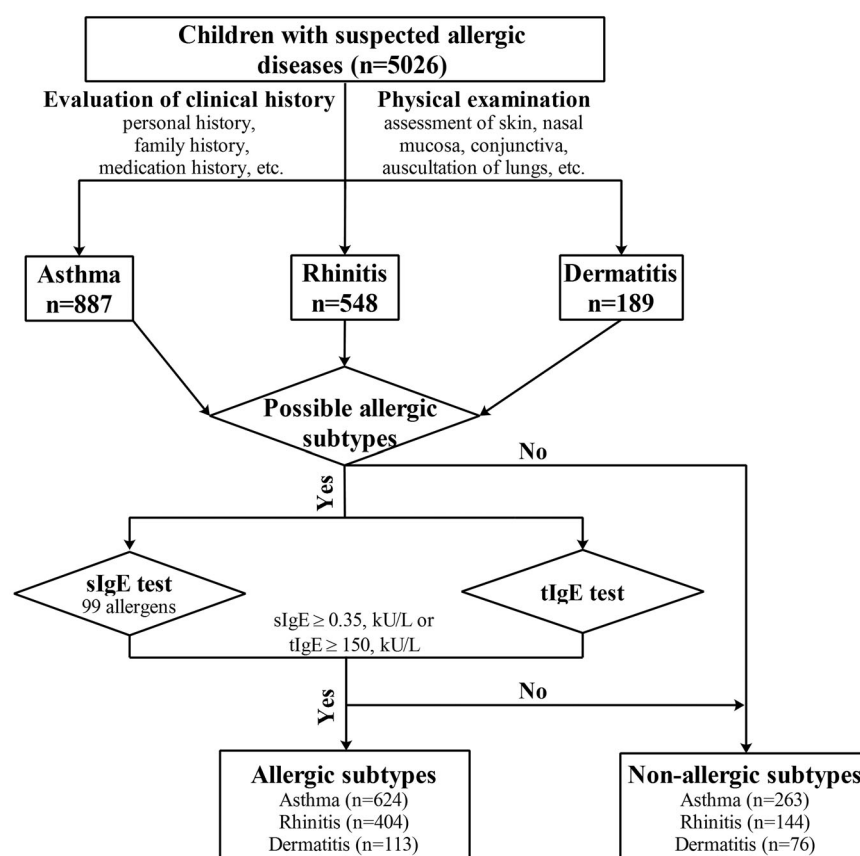 Children with suspected allergic
diseases (n=5026)
Evaluation of clinical history
personal history,
family history,
medication history, etc.
Physical examination
assessment of skin, nasal
mucosa, conjunctiva,
auscultation of lungs, etc.
Asthma
n=887
Rhinitis
n=548
Dermatitis
n=189
Possible allergic
subtypes
No
Yes
sIgE test
99 allergens
tIgE test
sIgE ≥ 0.35, kU/L or
tIgE ≥ 150, kU/L
No
Yes
Allergic subtypes
Asthma (n=624)
Rhinitis (n=404)
Dermatitis (n=113)
Non-allergic subtypes
Asthma (n=263)
Rhinitis (n=144)
Dermatitis (n=76)